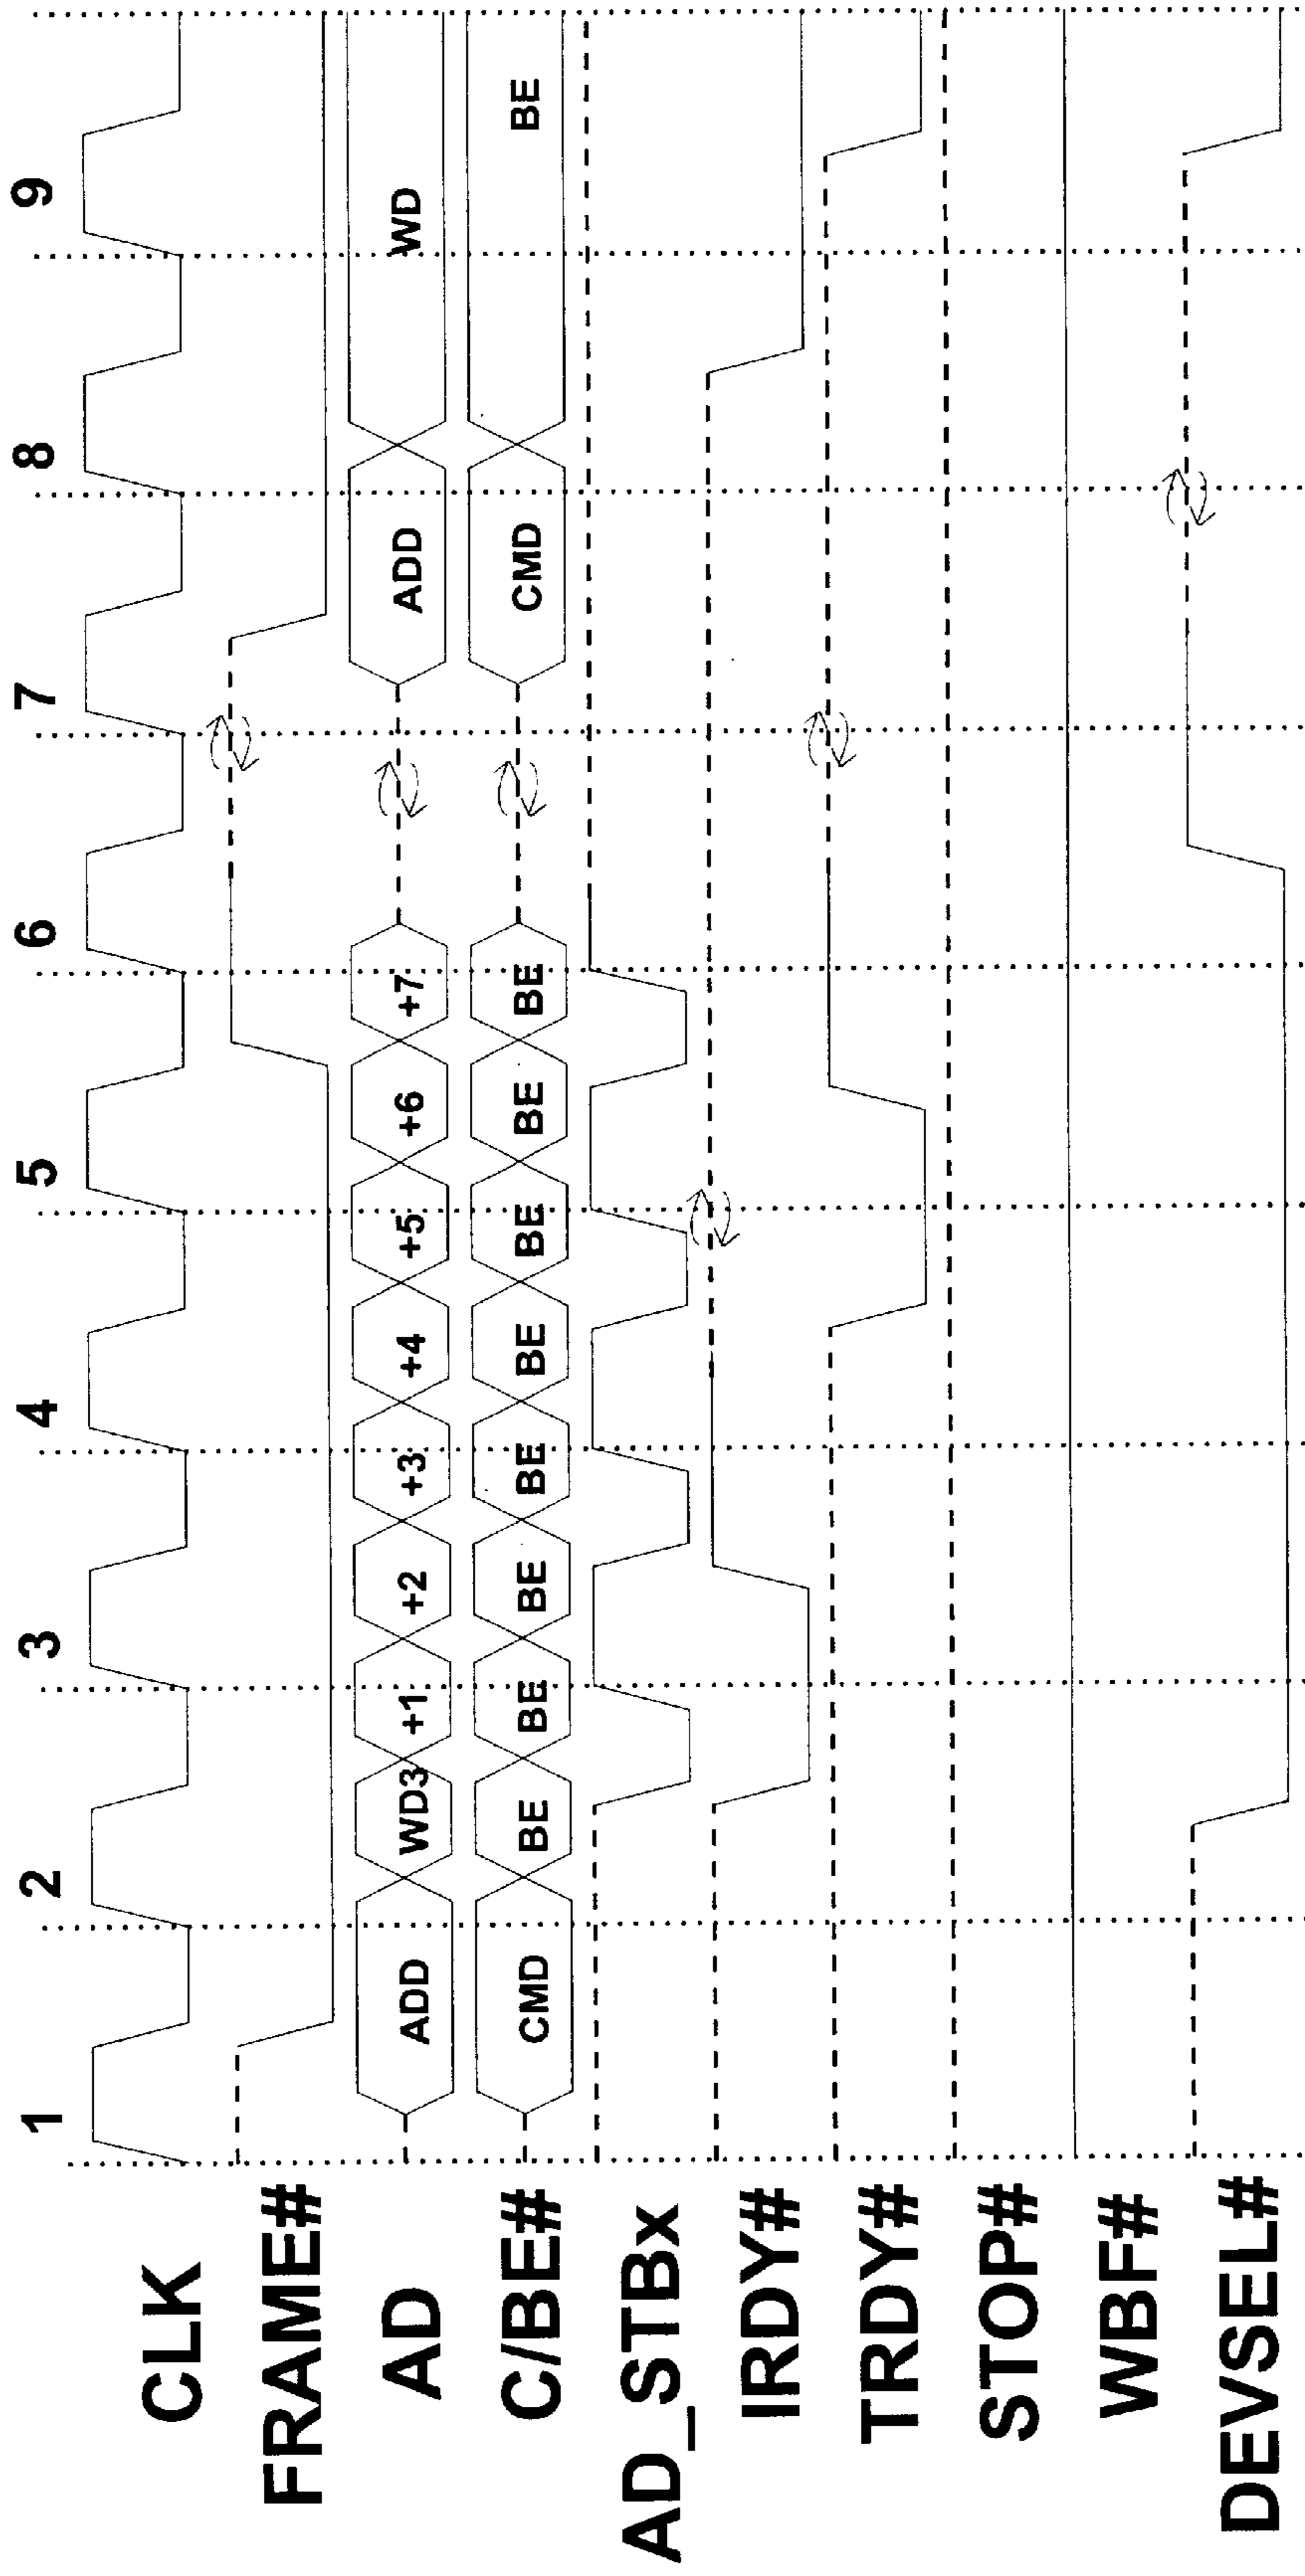 1 2 3 4 5 6 7 8 9
CLK
FRAME#
AD ADD WD3 +1 +2 +3 +4 +5 +6 +7 ADD WD
C/BE# CMD BE BE BE BE BE BE BE BE CMD BE
AD_STBx
IRDY#
TRDY#
STOP#
WBF#
DEVSEL#